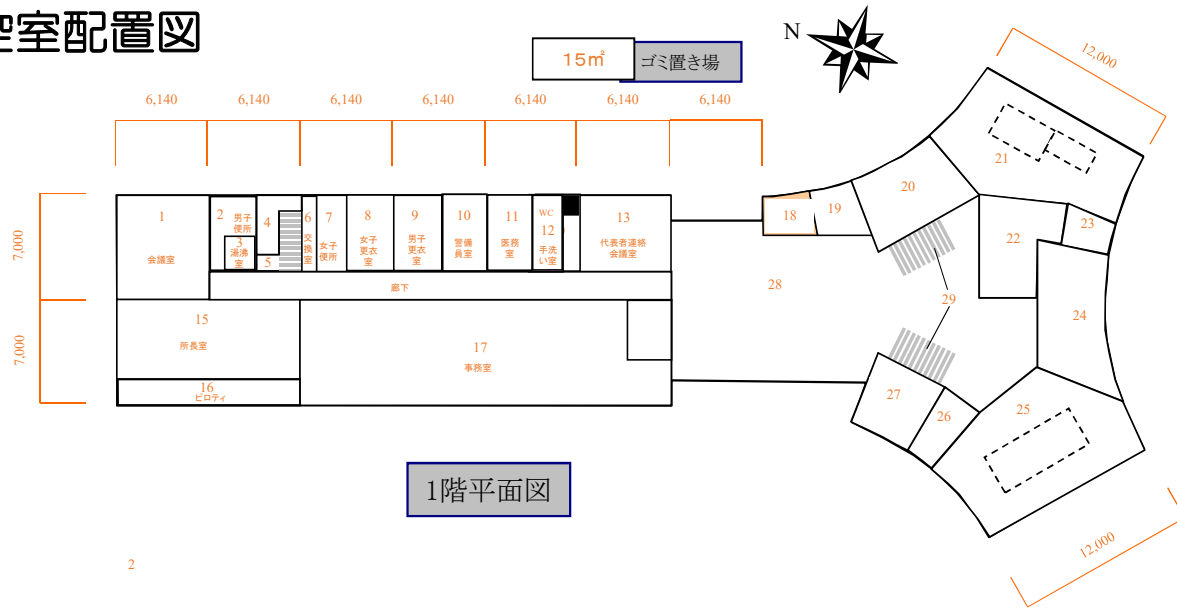 室配置図
15㎡
ゴミ置き場
N
12,000
6,140
6,140
6,140
6,140
6,140
6,140
6,140
7,000
7,000
1
会議室
2
男子
便所
3
湯沸
室
4
5
6
交
換
室
7
女子
便所
8
女子
更衣
室
9
男子
更衣
室
10
警備
員室
11
医務
室
WC
12
手洗
い室
13
代表者連絡
会議室
廊下
15
所長室
16
ピロティ
17
事務室
18
19
20
21
22
23
24
25
26
27
28
29
1階平面図
12,000
2